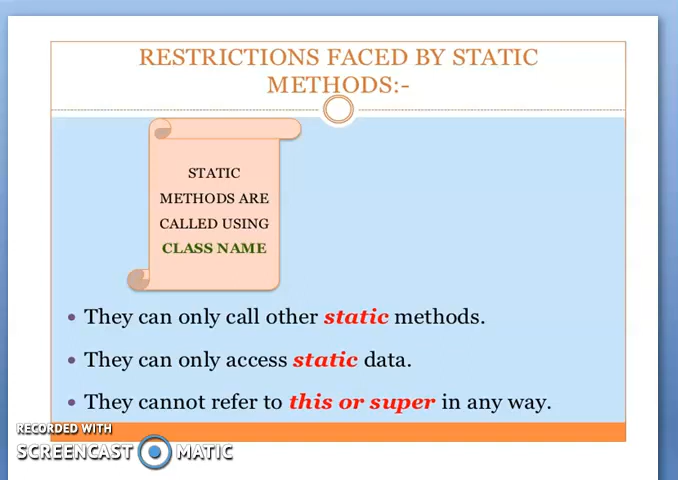 RESTRICTIONS FACED BY STATIC
METHODS:-
STATIC
METHODS ARE
CALLED USING
CLASS NAME
• They can only call other static methods.
• They can only access static data.
• They cannot refer to this or super in any way.
RECORDED WITH
SCREENCAST MATIC